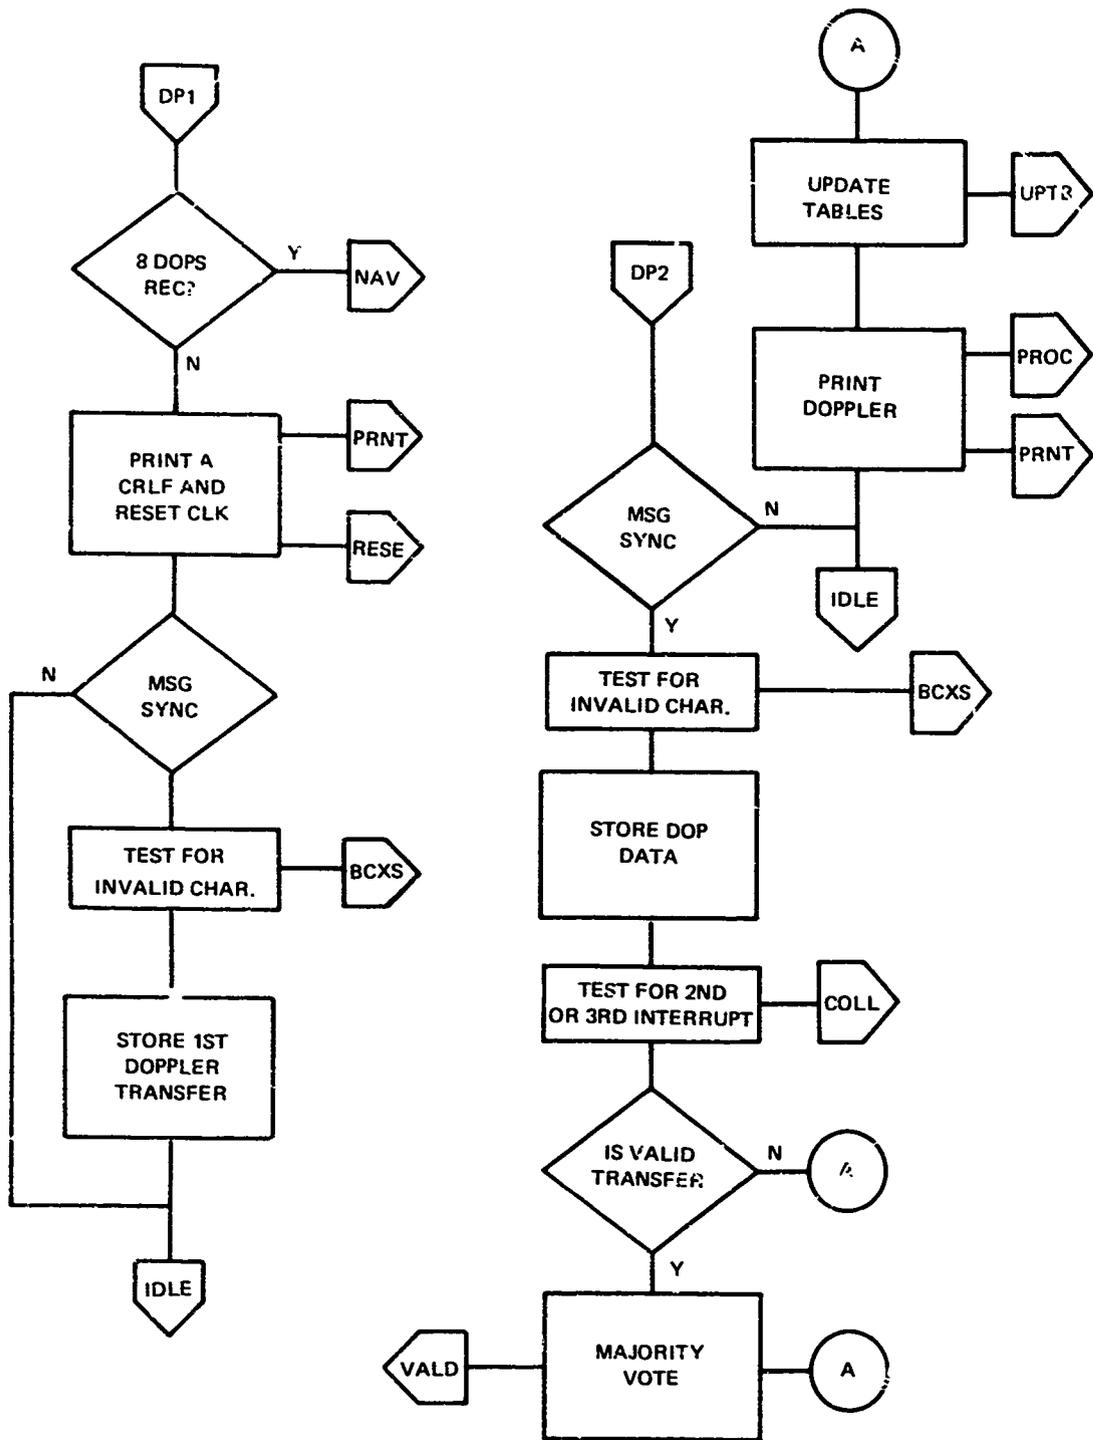 DP1
8 DOPS
REC?
Y
NAV
N
PRINT A
CRLF AND
RESET CLK
PRNT
RESE
MSG
SYNC
N
TEST FOR
INVALID CHAR.
BCXS
STORE 1ST
DOPPLER
TRANSFER
IDLE
DP2
MSG
SYNC
N
Y
TEST FOR
INVALID CHAR.
BCXS
STORE DOP
DATA
TEST FOR 2ND
OR 3RD INTERRUPT
COLL
IS VALID
TRANSFER
N
A
Y
MAJORITY
VOTE
VALD
A
A
UPDATE
TABLES
UPTB
PRINT
DOPPLER
PROC
PRNT
IDLE